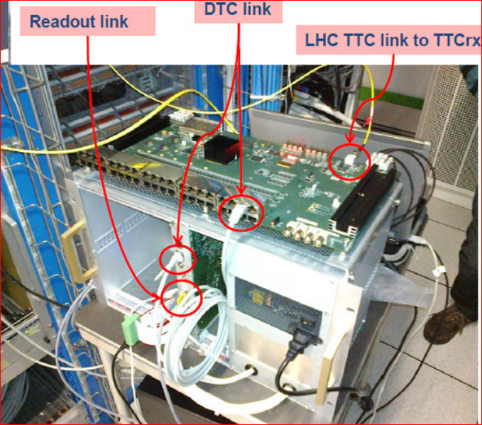 Readout link
DTC link
LHC TTC link to TTCrx